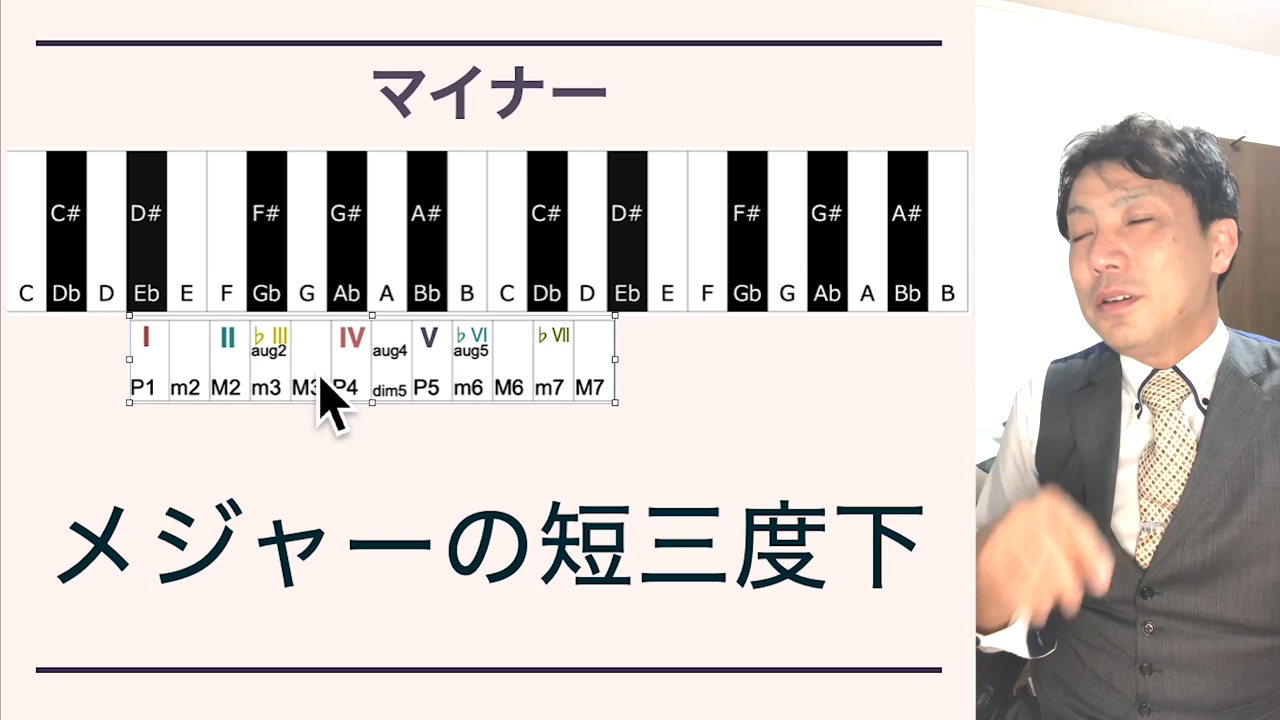 マイナー
C# D# F# G# A# C# D# F# G# A#
C Db D Eb E F Gb G Ab A Bb B C Db D Eb E F Gb G Ab A Bb B
I II ♭III IV V ♭VI ♭VII
aug2 aug4 aug5
P1 m2 M2 m3 M3 P4 dim5 P5 m6 M6 m7 M7
メジャーの短三度下